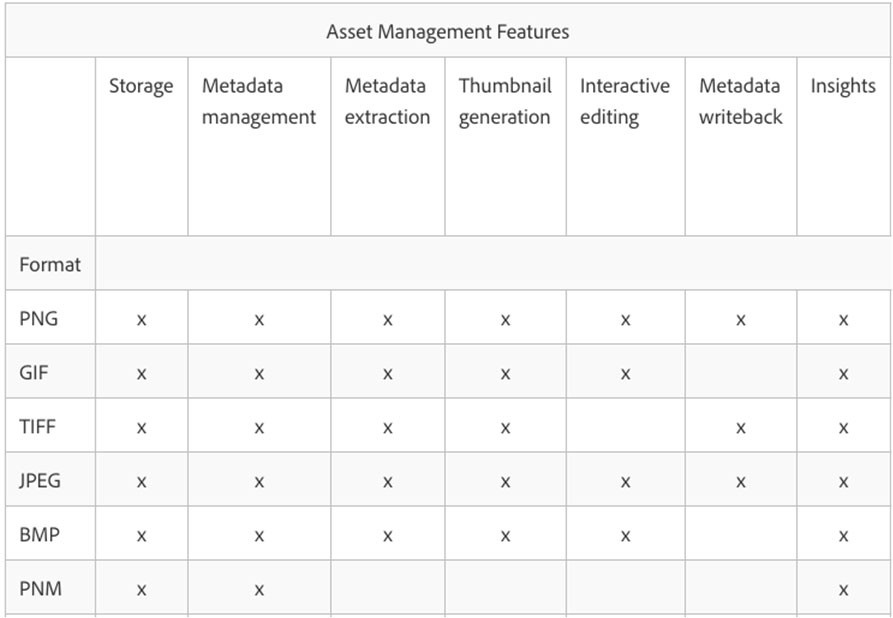 Asset Management Features
Storage Metadata management Metadata extraction Thumbnail generation Interactive editing Metadata writeback Insights
Format
PNG x x x x x x x
GIF x x x x x x
TIFF x x x x x x
JPEG x x x x x x x
BMP x x x x x x
PNM x x x